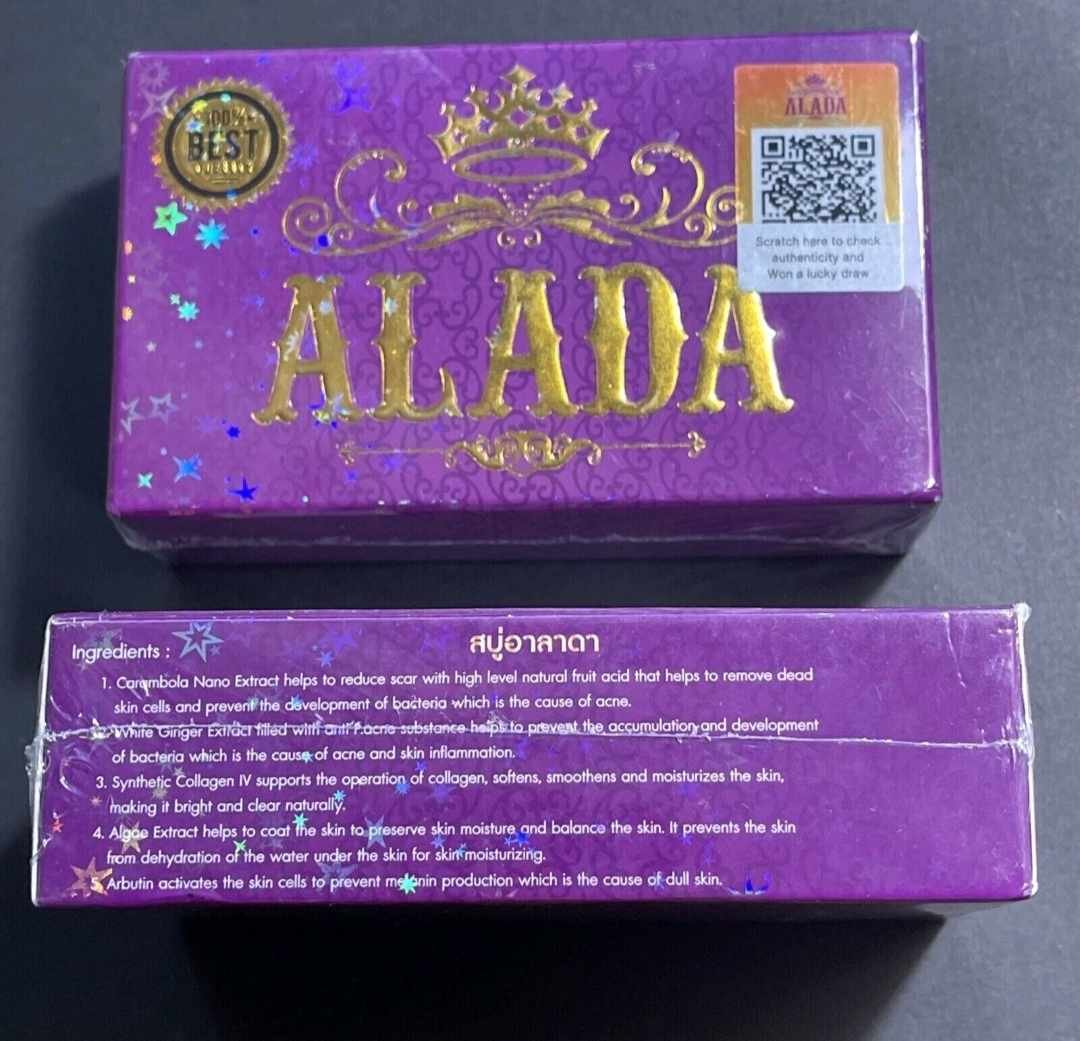 100%
BEST
ALADA
Scratch here to check
authenticity and
Won a lucky draw
ALADA
Ingredients :
สบู่อาลาดา
1. Carambola Nano Extract helps to reduce scar with high level natural fruit acid that helps to remove dead
skin cells and prevent the development of bacteria which is the cause of acne.
2. White Ginger Extract filled with anti P.acne substance helps to prevent the accumulation and development
of bacteria which is the cause of acne and skin inflammation.
3. Synthetic Collagen IV supports the operation of collagen, softens, smoothens and moisturizes the skin,
making it bright and clear naturally.
4. Algae Extract helps to coat the skin to preserve skin moisture and balance the skin. It prevents the skin
from dehydration of the water under the skin for skin moisturizing.
5. Arbutin activates the skin cells to prevent melanin production which is the cause of dull skin.